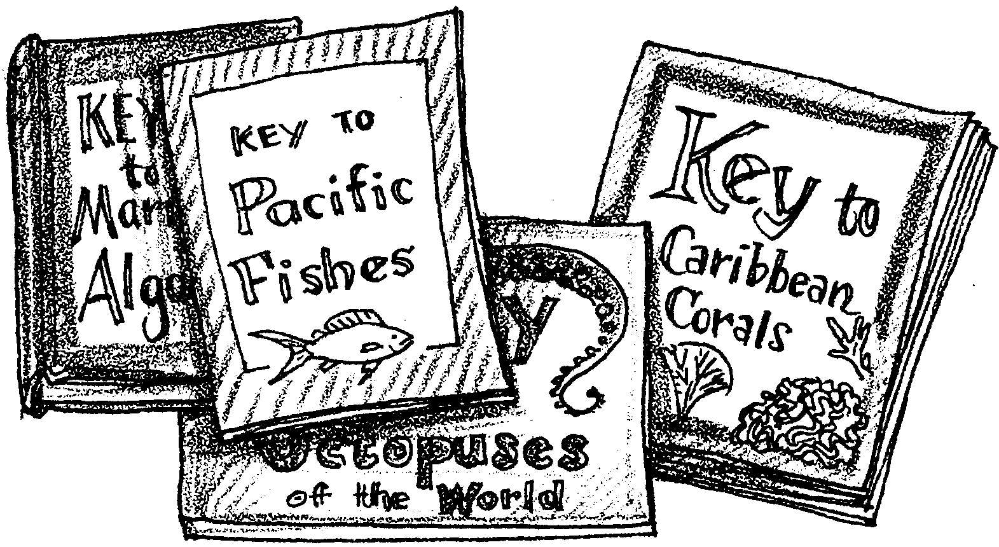 KEY
to
Mar
Alga
KEY TO
Pacific
Fishes
Y
Octopuses
of the World
Key to
Caribbean
Corals